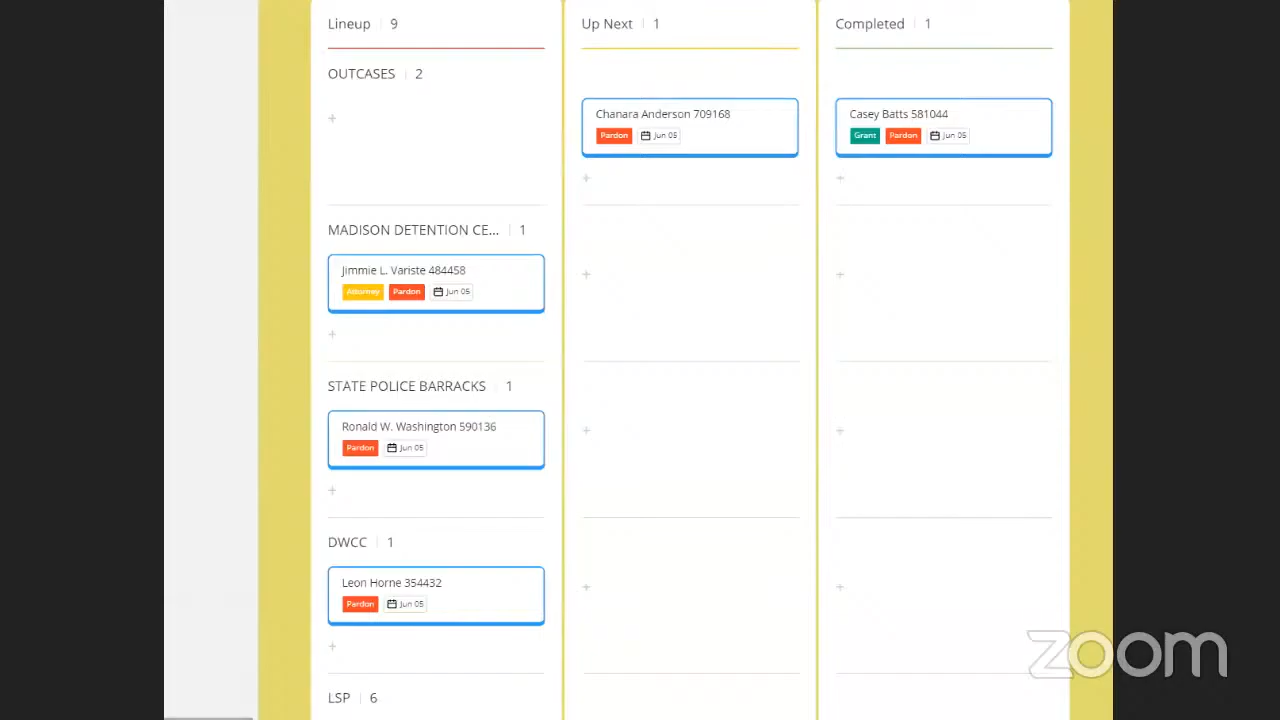 Lineup 9
Up Next 1
Completed 1
OUTCASES 2
Chanara Anderson 709168
Pardon Jun 05
Casey Batts 581044
Grant Pardon Jun 05
MADISON DETENTION CE... 1
Jimmie L. Variste 484458
Attorney Pardon Jun 05
STATE POLICE BARRACKS 1
Ronald W. Washington 590136
Pardon Jun 05
DWCC 1
Leon Horne 354432
Pardon Jun 05
LSP 6
zoom